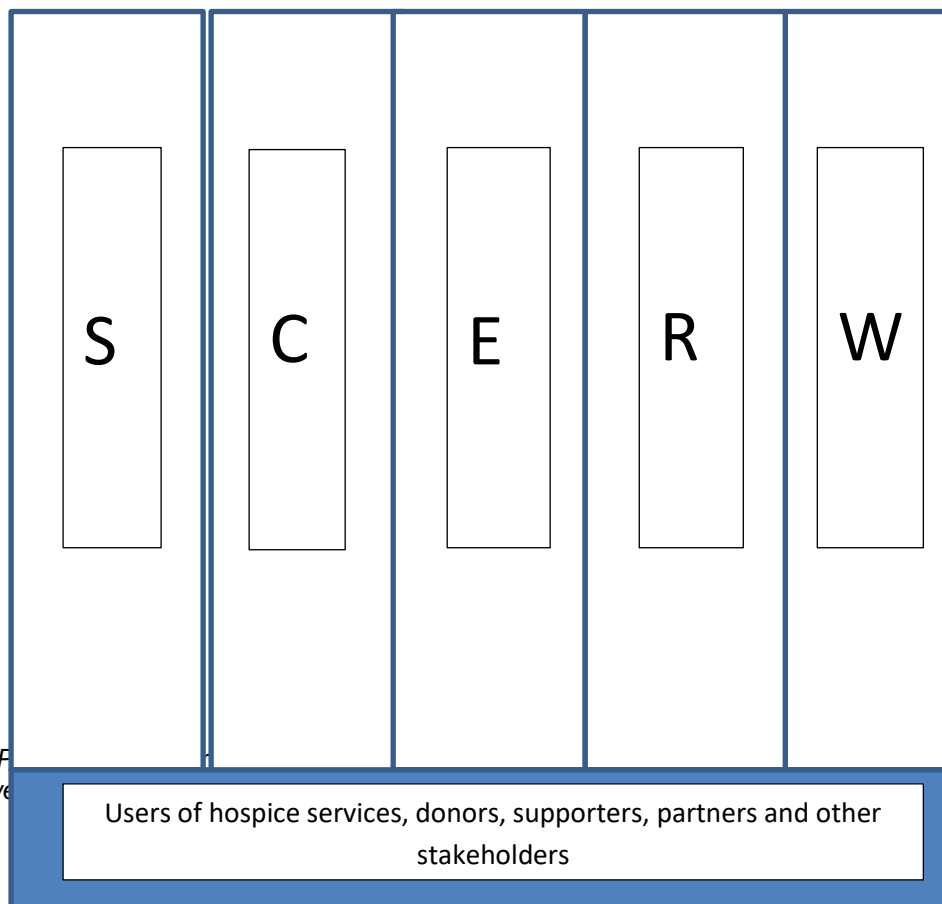 S C E R W
Users of hospice services, donors, supporters, partners and other
stakeholders